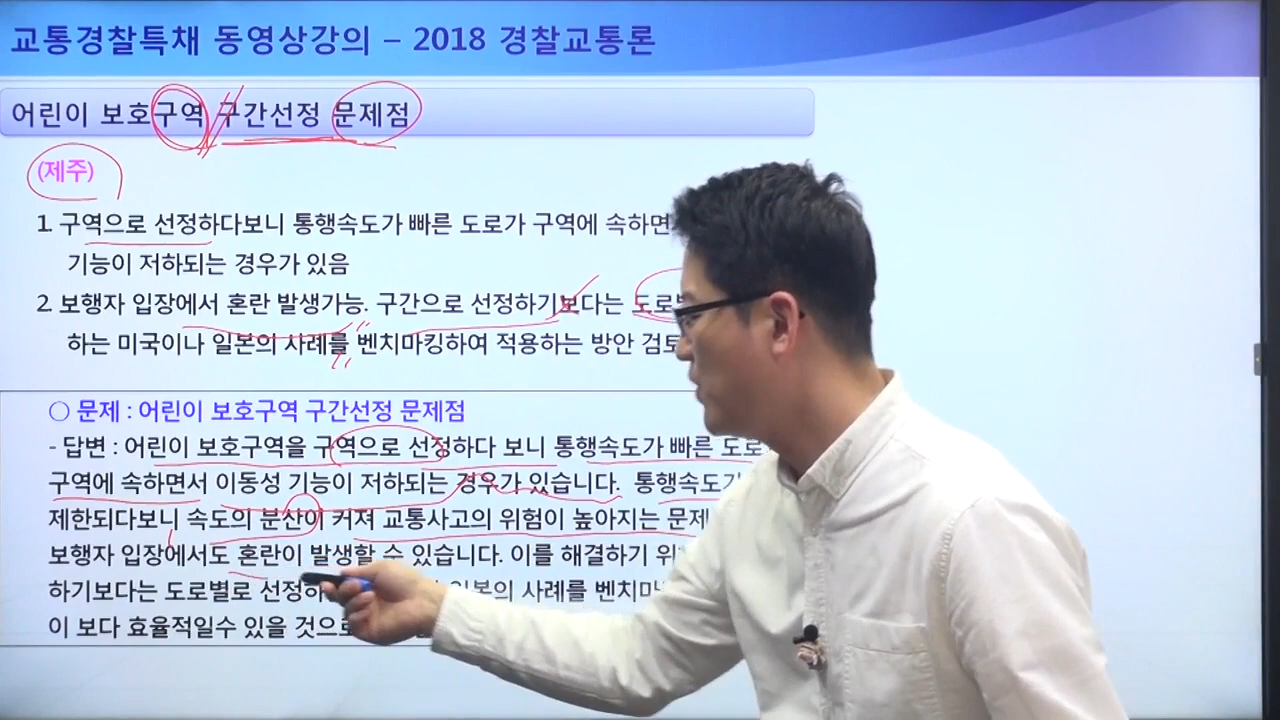 교통경찰특채 동영상강의 – 2018 경찰교통론
어린이 보호구역 구간선정 문제점
(제주)
1. 구역으로 선정하다보니 통행속도가 빠른 도로가 구역에 속하면
기능이 저하되는 경우가 있음
2. 보행자 입장에서 혼란 발생가능. 구간으로 선정하기보다는
하는 미국이나 일본의 사례를 벤치마킹하여 적용하는 방안
○ 문제 : 어린이 보호구역 구간선정 문제점
- 답변 : 어린이 보호구역을 구역으로 선정하다 보니 통행속도가 빠른
구역에 속하면서 이동성 기능이 저하되는 경우가 있습니다. 통행속도가
제한되다보니 속도의 분산이 커져 교통사고의 위험이 높아지는 문제
보행자 입장에서도 혼란이 발생할 수 있습니다. 이를 해결하기
하기보다는 도로별로 일본의 사례를
이 보다 효율적일수 있을 것으로